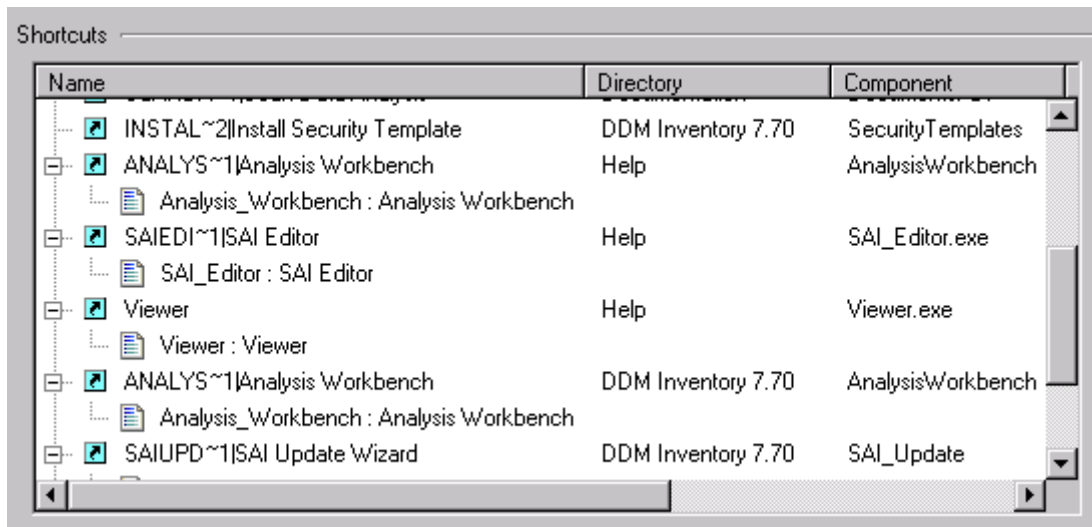 Shortcuts
Name Directory Component
INSTAL~2|Install Security Template DDM Inventory 7.70 SecurityTemplates
ANALYS~1|Analysis Workbench Help AnalysisWorkbench
Analysis_Workbench : Analysis Workbench
SAIEDI~1|SAI Editor Help SAI_Editor.exe
SAI_Editor : SAI Editor
Viewer Help Viewer.exe
Viewer : Viewer
ANALYS~1|Analysis Workbench DDM Inventory 7.70 AnalysisWorkbench
Analysis_Workbench : Analysis Workbench
SAIUPD~1|SAI Update Wizard DDM Inventory 7.70 SAI_Update